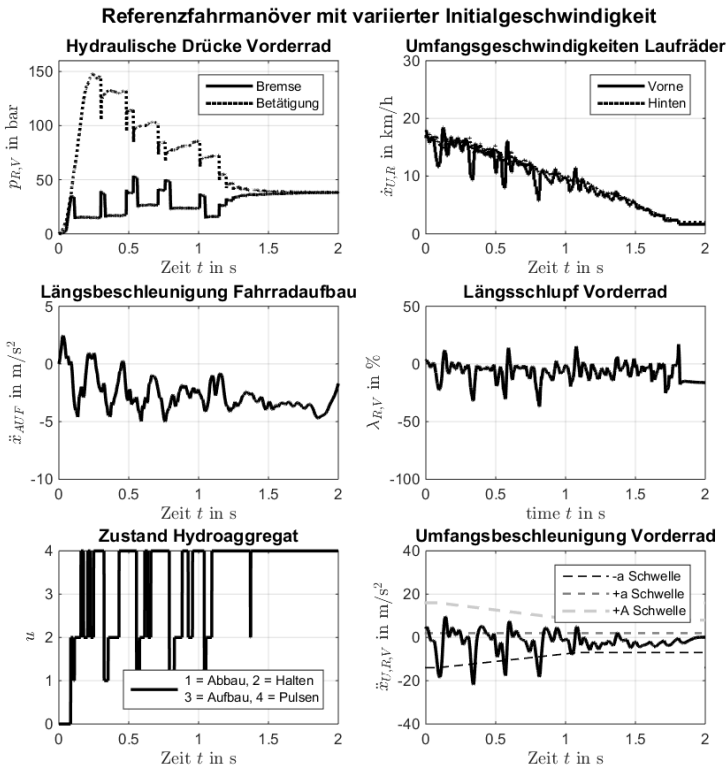 Referenzfahrmanöver mit variierter Initialgeschwindigkeit
Hydraulische Drücke Vorderrad
p_{R,V} in bar
150
100
50
0
Bremse
Betätigung
0 0.5 1 1.5 2
Zeit t in s
Umfangsgeschwindigkeiten Laufräder
ẋ_{U,R} in km/h
30
20
10
0
Vorne
Hinten
0 0.5 1 1.5 2
Zeit t in s
Längsbeschleunigung Fahrradaufbau
ẍ_{AUF} in m/s²
5
0
-5
-10
0 0.5 1 1.5 2
Zeit t in s
Längsschlupf Vorderrad
λ_{R,V} in %
50
0
-50
-100
0 0.5 1 1.5 2
time t in s
Zustand Hydroaggregat
u
4
3
2
1
0
1 = Abbau, 2 = Halten
3 = Aufbau, 4 = Pulsen
0 0.5 1 1.5 2
Zeit t in s
Umfangsbeschleunigung Vorderrad
ẍ_{U,R,V} in m/s²
40
20
0
-20
-40
-a Schwelle
+a Schwelle
+A Schwelle
0 0.5 1 1.5 2
Zeit t in s